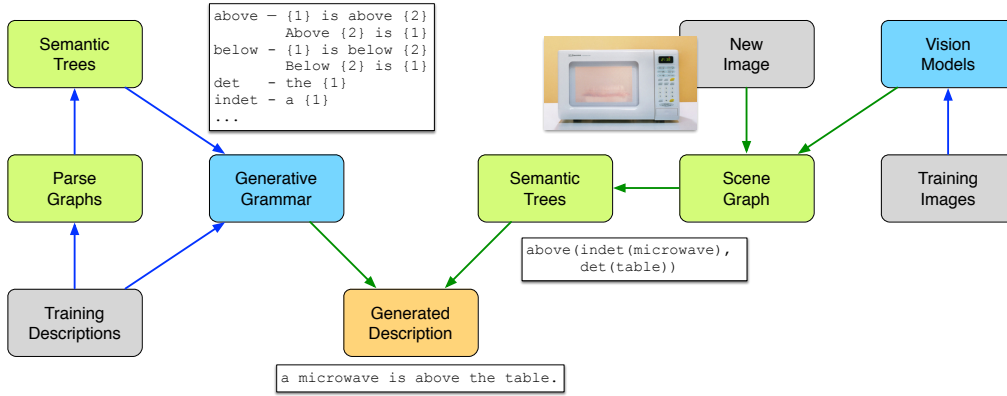 above — {1} is above {2}
Above {2} is {1}
below - {1} is below {2}
Below {2} is {1}
det - the {1}
indet - a {1}
...
Semantic
Trees
New
Image
Vision
Models
Parse
Graphs
Generative
Grammar
Semantic
Trees
Scene
Graph
Training
Images
above(indet(microwave),
det(table))
Training
Descriptions
Generated
Description
a microwave is above the table.